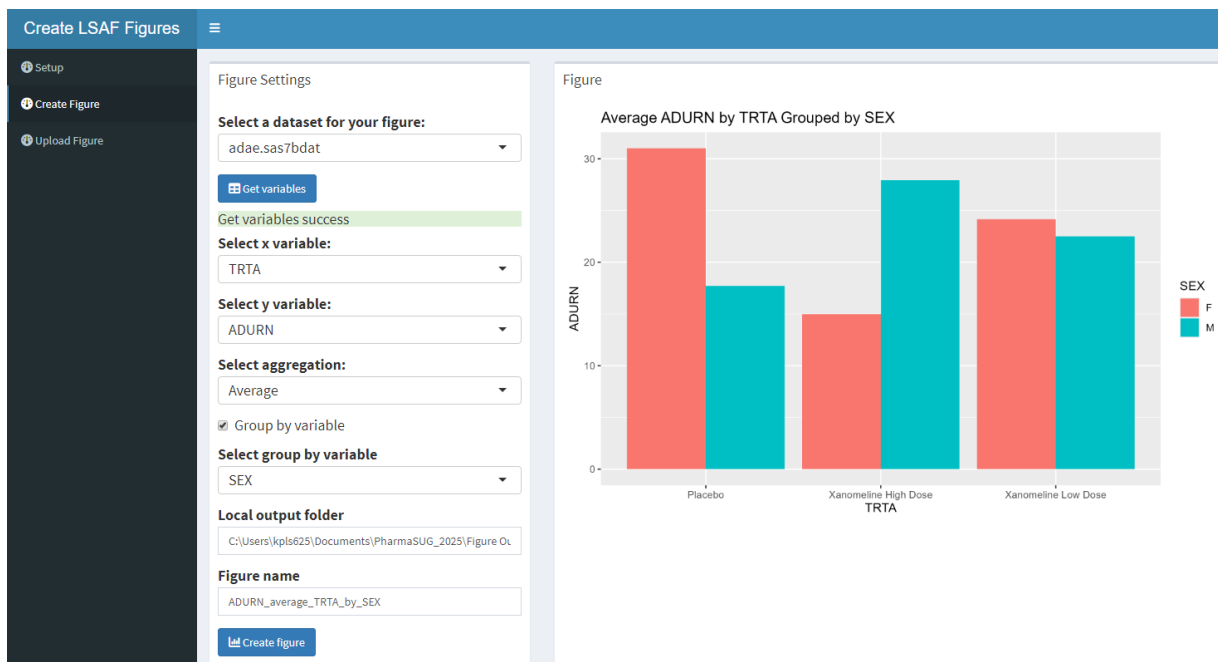 Create LSAF Figures
Setup
Create Figure
Upload Figure
Figure Settings
Select a dataset for your figure:
adae.sas7bdat
Get variables
Get variables success
Select x variable:
TRTA
Select y variable:
ADURN
Select aggregation:
Average
Group by variable
Select group by variable
SEX
Local output folder
C:\Users\kpls625\Documents\PharmaSUG_2025\Figure Ou
Figure name
ADURN_average_TRTA_by_SEX
Create figure
Figure
Average ADURN by TRTA Grouped by SEX
30
20
10
0
ADURN
Placebo
Xanomeline High Dose
Xanomeline Low Dose
TRTA
SEX
F
M